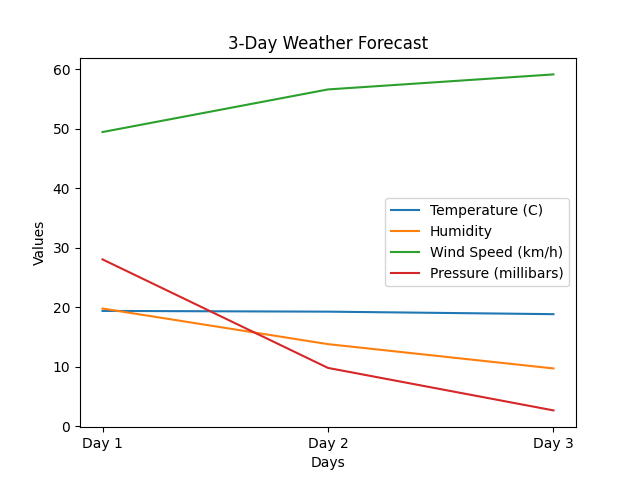 3-Day Weather Forecast
60
50
40
30
20
10
0
Values
Temperature (C)
Humidity
Wind Speed (km/h)
Pressure (millibars)
Day 1
Day 2
Day 3
Days